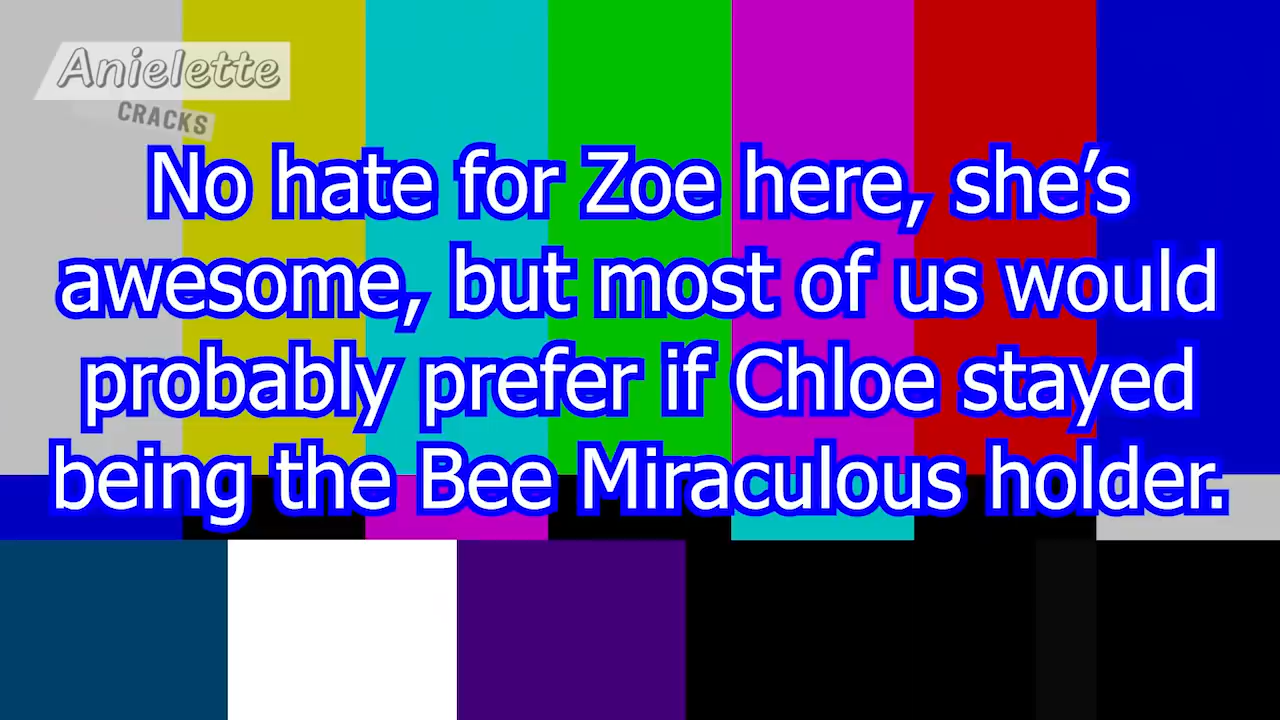 Anielette
CRACKS
No hate for Zoe here, she’s
awesome, but most of us would
probably prefer if Chloe stayed
being the Bee Miraculous holder.